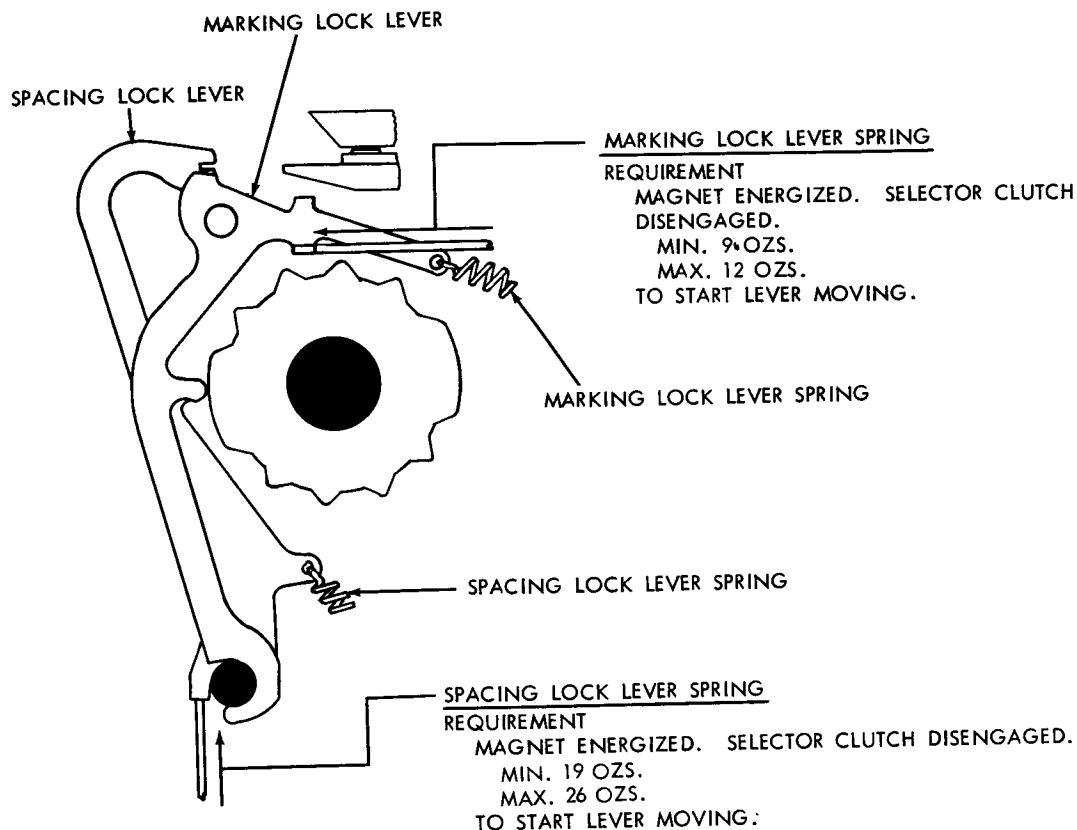 MARKING LOCK LEVER
SPACING LOCK LEVER
MARKING LOCK LEVER SPRING
REQUIREMENT
MAGNET ENERGIZED. SELECTOR CLUTCH
DISENGAGED.
MIN. 9 OZS.
MAX. 12 OZS.
TO START LEVER MOVING.
MARKING LOCK LEVER SPRING
SPACING LOCK LEVER SPRING
SPACING LOCK LEVER SPRING
REQUIREMENT
MAGNET ENERGIZED. SELECTOR CLUTCH DISENGAGED.
MIN. 19 OZS.
MAX. 26 OZS.
TO START LEVER MOVING.